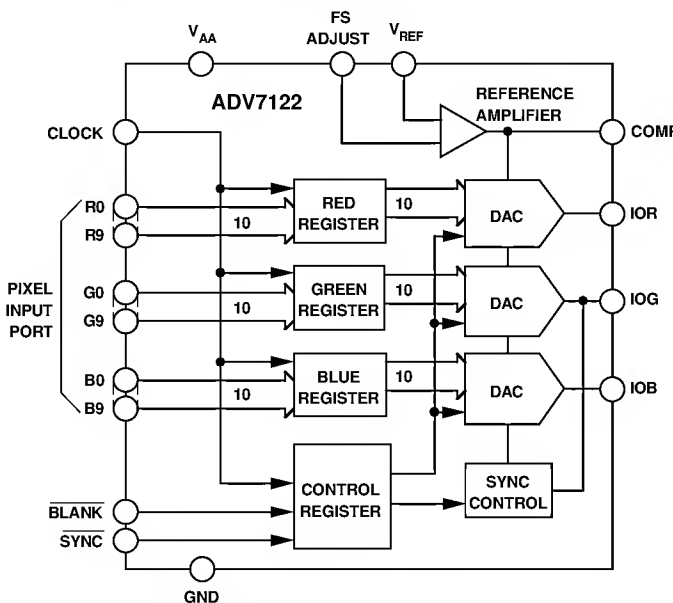 FS
ADJUST
V_AA
V_REF
ADV7122
REFERENCE
AMPLIFIER
CLOCK
COMP
R0
R9
10
RED
REGISTER
10
DAC
IOR
PIXEL
INPUT
PORT
G0
G9
10
GREEN
REGISTER
10
DAC
IOG
B0
B9
10
BLUE
REGISTER
10
DAC
IOB
CONTROL
REGISTER
SYNC
CONTROL
BLANK
SYNC
GND